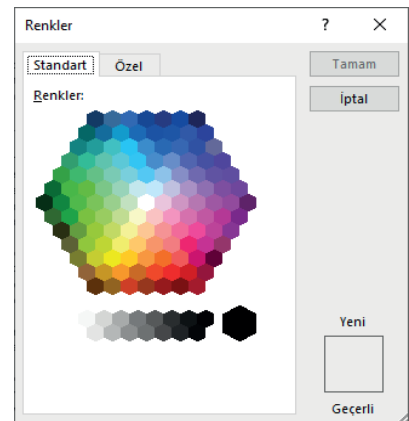 Renkler
Standart Özel
Tamam
İptal
Renkler:
Yeni
Geçerli